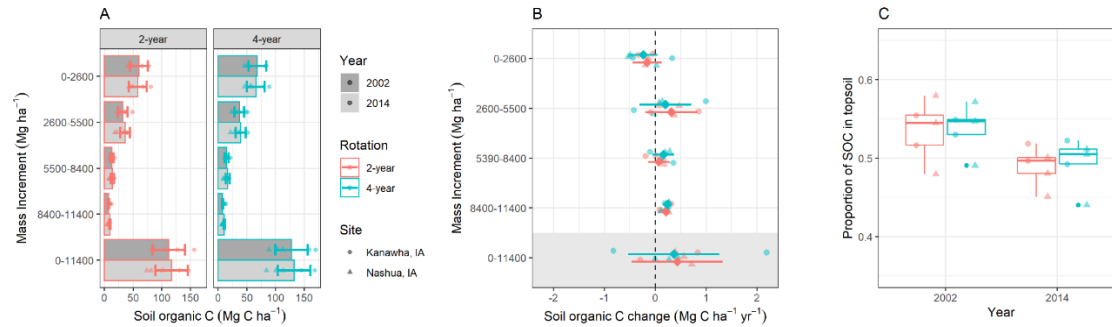 A
2-year
4-year
0-2600
2600-5500
5500-8400
8400-11400
0-11400
Mass Increment (Mg ha⁻¹)
0 50 100 150
0 50 100 150
Soil organic C (Mg C ha⁻¹)
Year
2002
2014
Rotation
2-year
4-year
Site
Kanawha, IA
Nashua, IA
B
0-2600
2600-5500
5390-8400
8400-11400
0-11400
Mass Increment (Mg ha⁻¹)
-2 -1 0 1 2
Soil organic C change (Mg C ha⁻¹ yr⁻¹)
C
0.6
0.5
0.4
Proportion of SOC in topsoil
2002 2014
Year